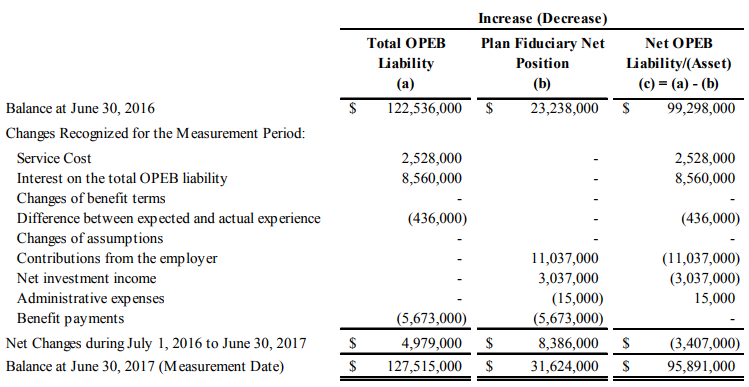 Increase (Decrease)
Total OPEB Plan Fiduciary Net Net OPEB
Liability Position Liability/(Asset)
(a) (b) (c) = (a) - (b)
Balance at June 30, 2016 $ 122,536,000 $ 23,238,000 $ 99,298,000
Changes Recognized for the Measurement Period:
Service Cost 2,528,000 - 2,528,000
Interest on the total OPEB liability 8,560,000 - 8,560,000
Changes of benefit terms - - -
Difference between expected and actual experience (436,000) - (436,000)
Changes of assumptions - - -
Contributions from the employer - 11,037,000 (11,037,000)
Net investment income - 3,037,000 (3,037,000)
Administrative expenses - (15,000) 15,000
Benefit payments (5,673,000) (5,673,000) -
Net Changes during July 1, 2016 to June 30, 2017 $ 4,979,000 $ 8,386,000 $ (3,407,000)
Balance at June 30, 2017 (Measurement Date) $ 127,515,000 $ 31,624,000 $ 95,891,000